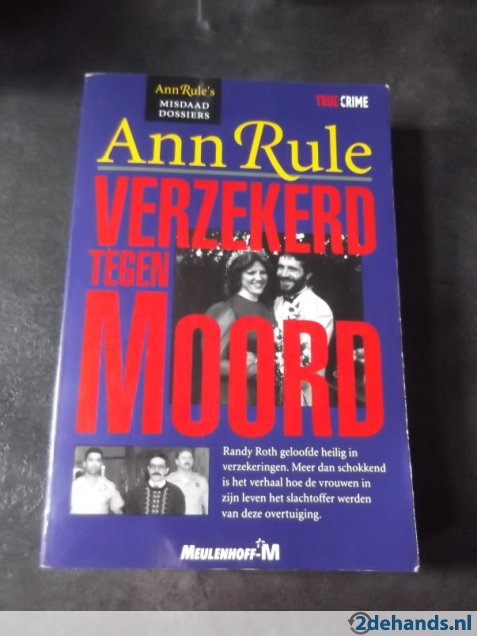 Ann Rule's
MISDAAD
DOSSIERS
TRUE CRIME
Ann Rule
VERZEKERD
TEGEN
MOORD
Randy Roth geloofde heilig in
verzekeringen. Meer dan schokkend
is het verhaal hoe de vrouwen in
zijn leven het slachtoffer werden
van deze overtuiging.
MEULENHOFF-M
2dehands.nl